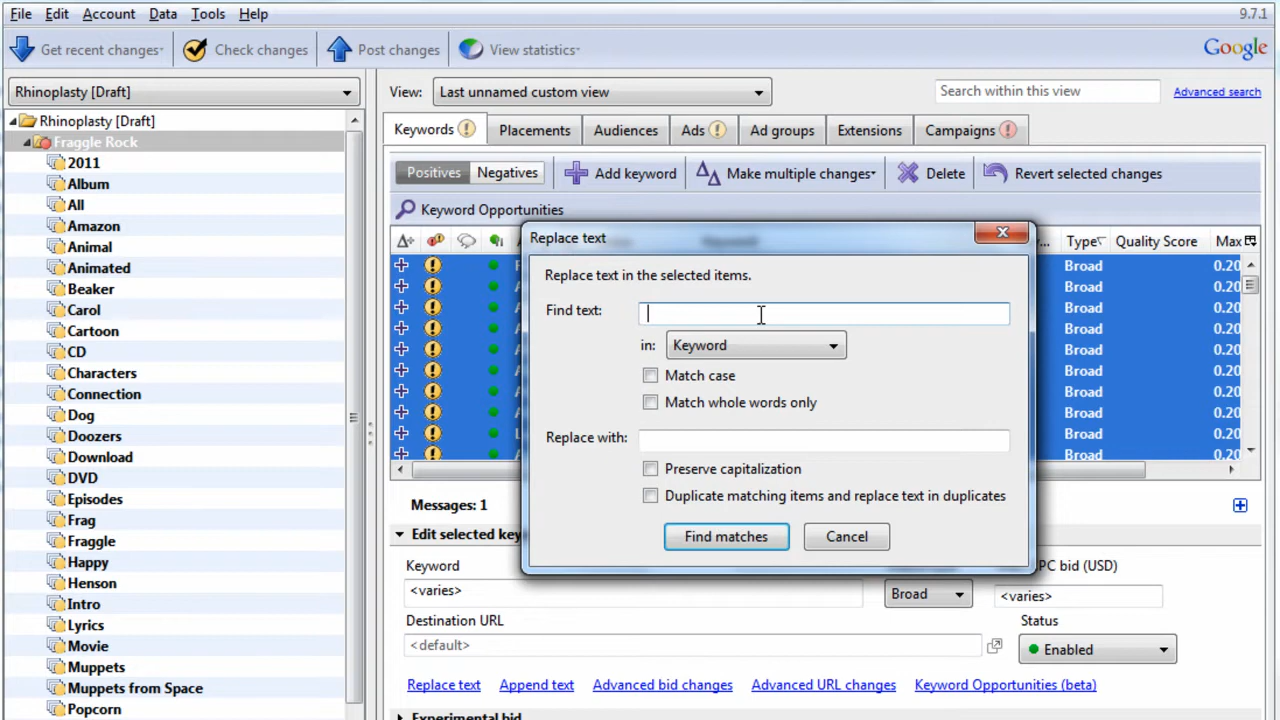 File Edit Account Data Tools Help 9.7.1
Get recent changes Check changes Post changes View statistics Google
Rhinoplasty [Draft] View: Last unnamed custom view Search within this view Advanced search
Rhinoplasty [Draft]
Fraggle Rock
2011
Album
All
Amazon
Animal
Animated
Beaker
Carol
Cartoon
CD
Characters
Connection
Dog
Doozers
Download
DVD
Episodes
Frag
Fraggle
Happy
Henson
Intro
Lyrics
Movie
Muppets
Muppets from Space
Popcorn
Keywords Placements Audiences Ads Ad groups Extensions Campaigns
Positives Negatives Add keyword Make multiple changes Delete Revert selected changes
Keyword Opportunities
Type Quality Score Max
Broad 0.20
Broad 0.20
Broad 0.20
Broad 0.20
Broad 0.20
Broad 0.20
Broad 0.20
Broad 0.20
Broad 0.20
Broad 0.20
Replace text
Replace text in the selected items.
Find text:
in: Keyword
Match case
Match whole words only
Replace with:
Preserve capitalization
Duplicate matching items and replace text in duplicates
Find matches Cancel
Messages: 1
Edit selected key
Keyword PC bid (USD)
<varies> Broad <varies>
Destination URL Status
<default> Enabled
Replace text Append text Advanced bid changes Advanced URL changes Keyword Opportunities (beta)
Experimental bid